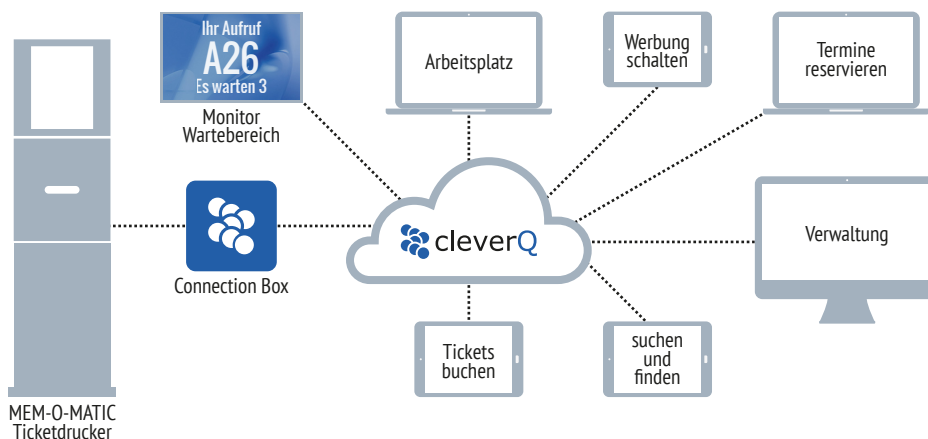 Ihr Aufruf
A26
Es warten 3
Monitor
Wartebereich
Arbeitsplatz
Werbung
schalten
Termine
reservieren
Connection Box
cleverQ
Verwaltung
Tickets
buchen
suchen
und
finden
MEM-O-MATIC
Ticketdrucker